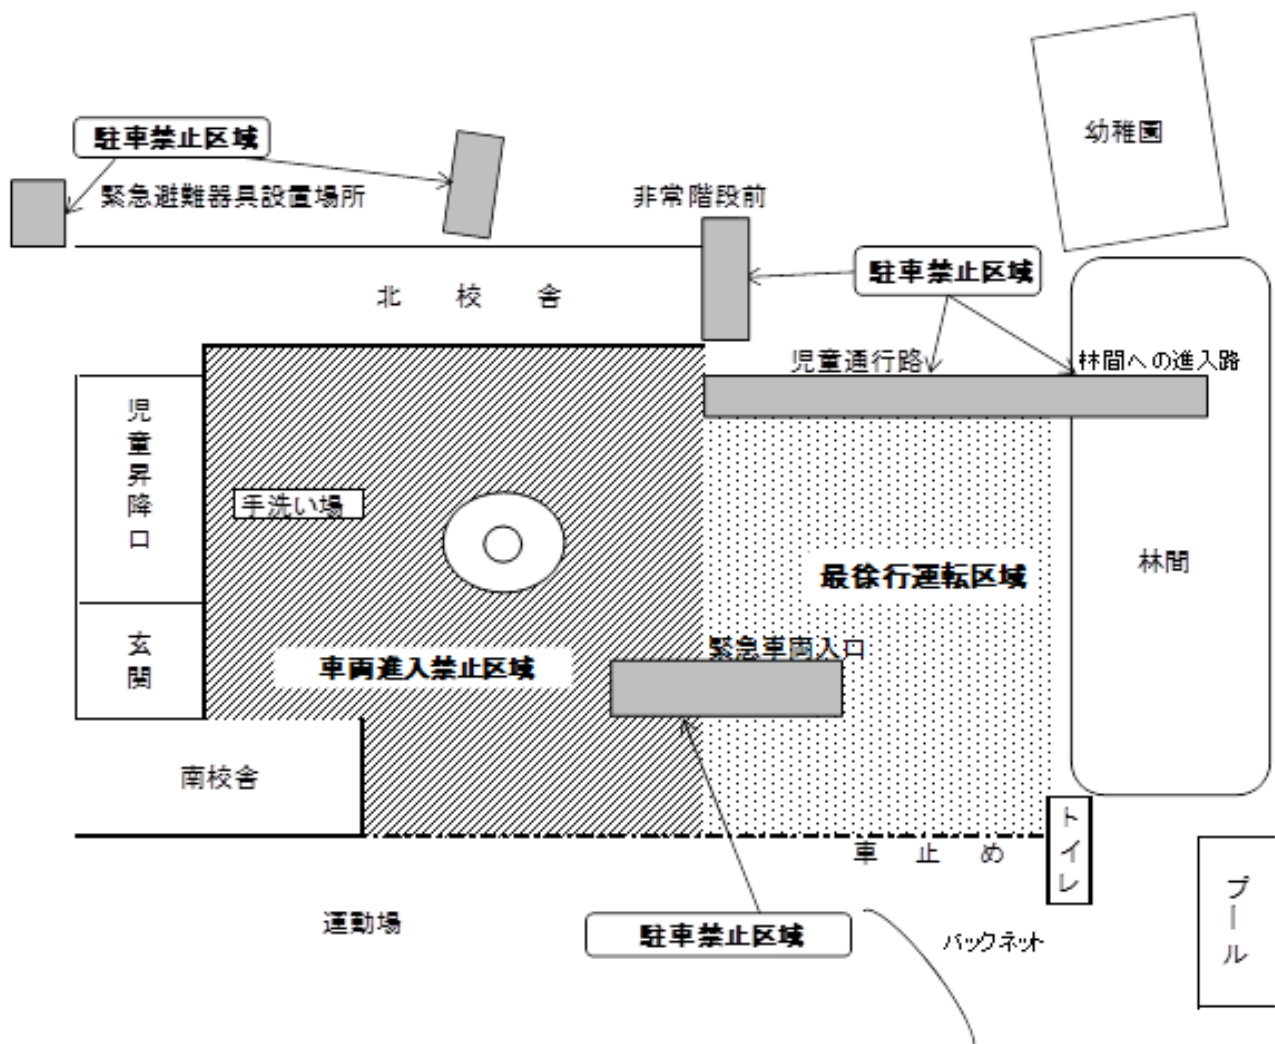 幼稚園
駐車禁止区域
緊急避難器具設置場所
非常階段前
駐車禁止区域
北校舎
児童通行路
林間への進入路
児童昇降口
手洗い場
最徐行運転区域
林間
玄関
緊急車両入口
車両進入禁止区域
南校舎
トイレ
車止め
プール
運動場
駐車禁止区域
バックネット